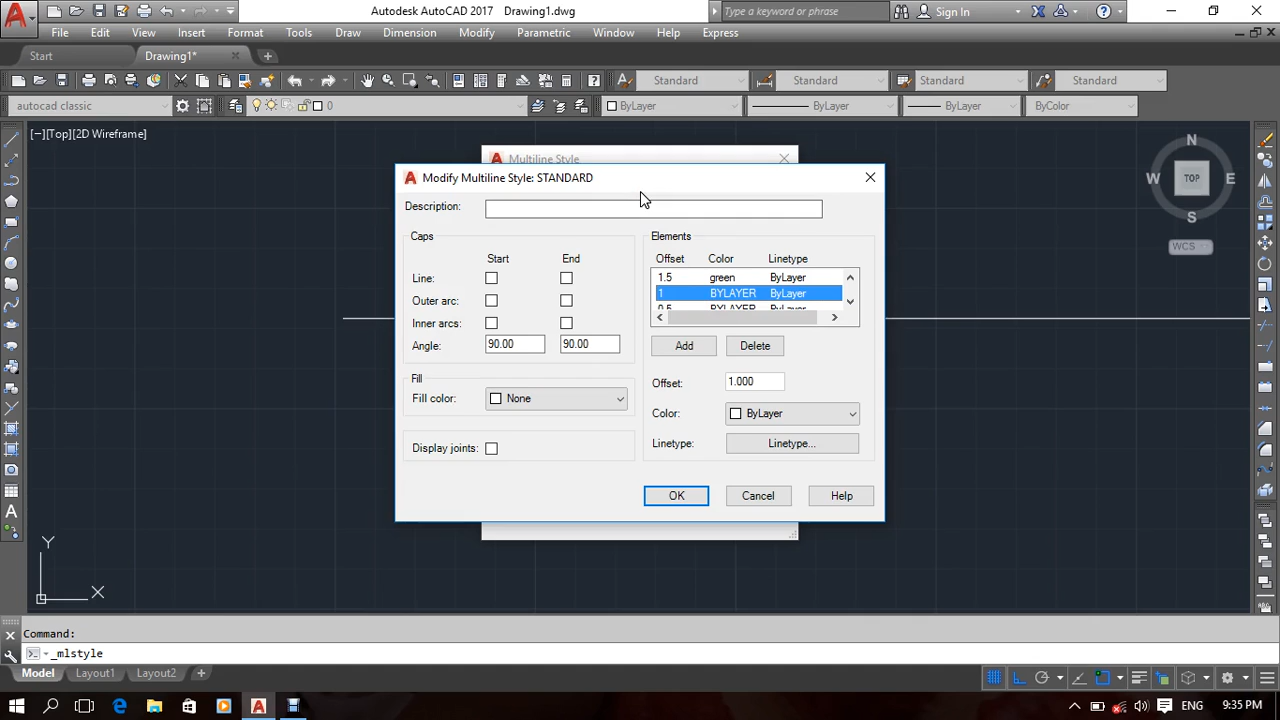 Autodesk AutoCAD 2017 Drawing1.dwg
Type a keyword or phrase
Sign In
File Edit View Insert Format Tools Draw Dimension Modify Parametric Window Help Express
Start
Drawing1*
Standard Standard Standard Standard
autocad classic
0
ByLayer ByLayer ByLayer ByColor
[−][Top][2D Wireframe]
N
W TOP E
S
WCS
Multiline Style
Modify Multiline Style: STANDARD
Description:
Caps
Start End
Line:
Outer arc:
Inner arcs:
Angle: 90.00 90.00
Fill
Fill color: None
Display joints:
Elements
Offset Color Linetype
1.5 green ByLayer
1 BYLAYER ByLayer
0.5 BYLAYER ByLayer
Add Delete
Offset: 1.000
Color: ByLayer
Linetype: Linetype...
OK Cancel Help
Y
X
Command:
_mlstyle
Model Layout1 Layout2
ENG 9:35 PM